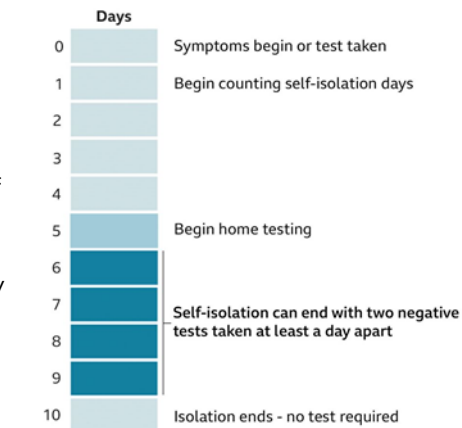 Days
0 Symptoms begin or test taken
1 Begin counting self-isolation days
2
3
4
5 Begin home testing
6
7
Self-isolation can end with two negative
tests taken at least a day apart
8
9
10 Isolation ends - no test required